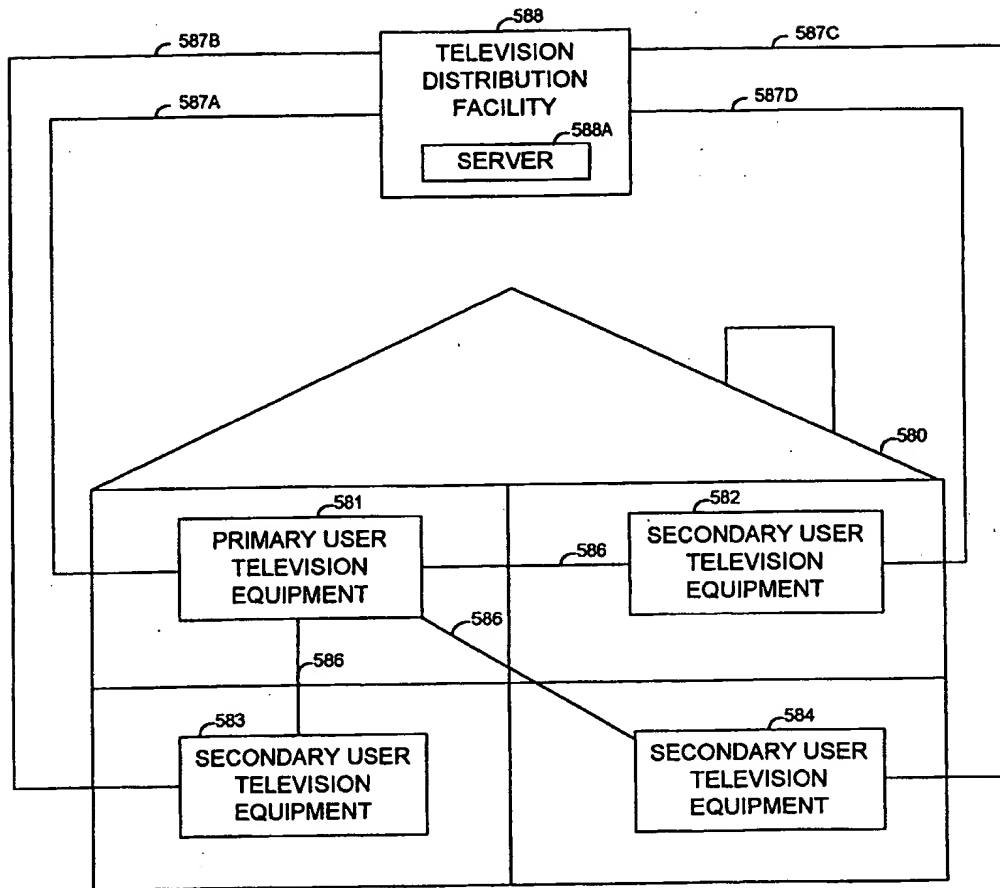 588
587B
587C
TELEVISION
DISTRIBUTION
FACILITY
587A
587D
588A
SERVER
580
581
582
PRIMARY USER
TELEVISION
EQUIPMENT
586
SECONDARY USER
TELEVISION
EQUIPMENT
586
586
583
584
SECONDARY USER
TELEVISION
EQUIPMENT
SECONDARY USER
TELEVISION
EQUIPMENT